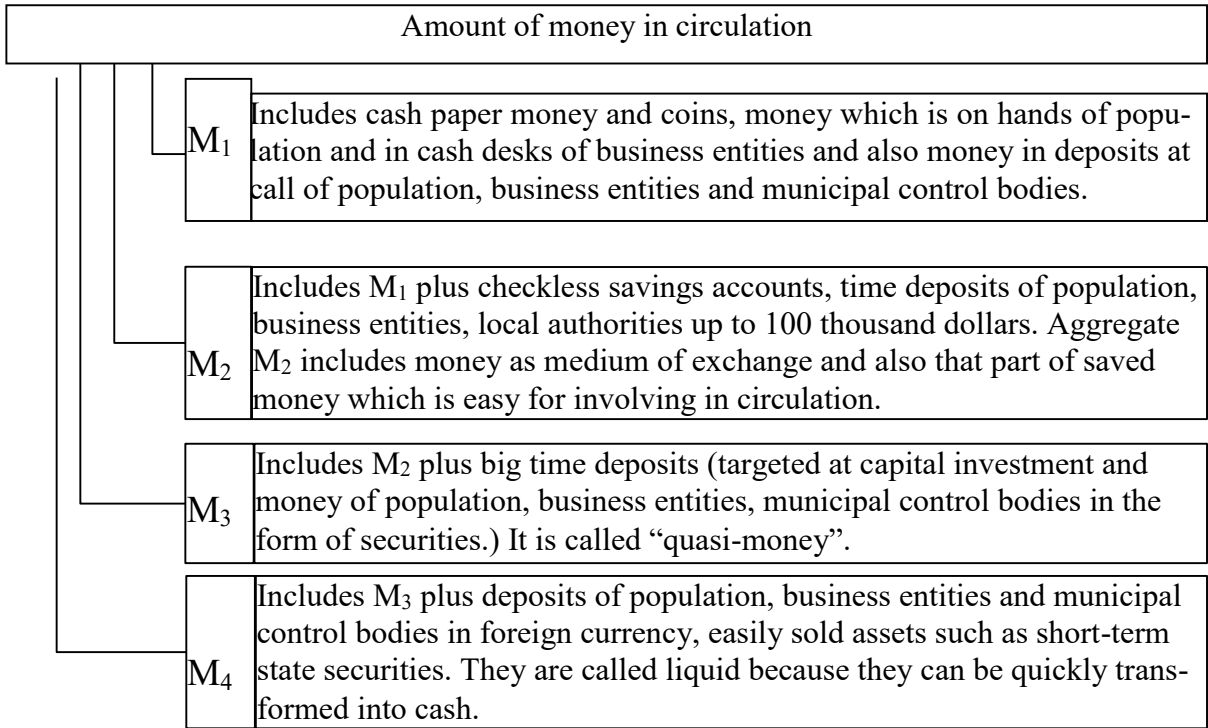 Amount of money in circulation
M₁
Includes cash paper money and coins, money which is on hands of popu-
lation and in cash desks of business entities and also money in deposits at
call of population, business entities and municipal control bodies.
M₂
Includes M₁ plus checkless savings accounts, time deposits of population,
business entities, local authorities up to 100 thousand dollars. Aggregate
M₂ includes money as medium of exchange and also that part of saved
money which is easy for involving in circulation.
M₃
Includes M₂ plus big time deposits (targeted at capital investment and
money of population, business entities, municipal control bodies in the
form of securities.) It is called “quasi-money”.
M₄
Includes M₃ plus deposits of population, business entities and municipal
control bodies in foreign currency, easily sold assets such as short-term
state securities. They are called liquid because they can be quickly trans-
formed into cash.